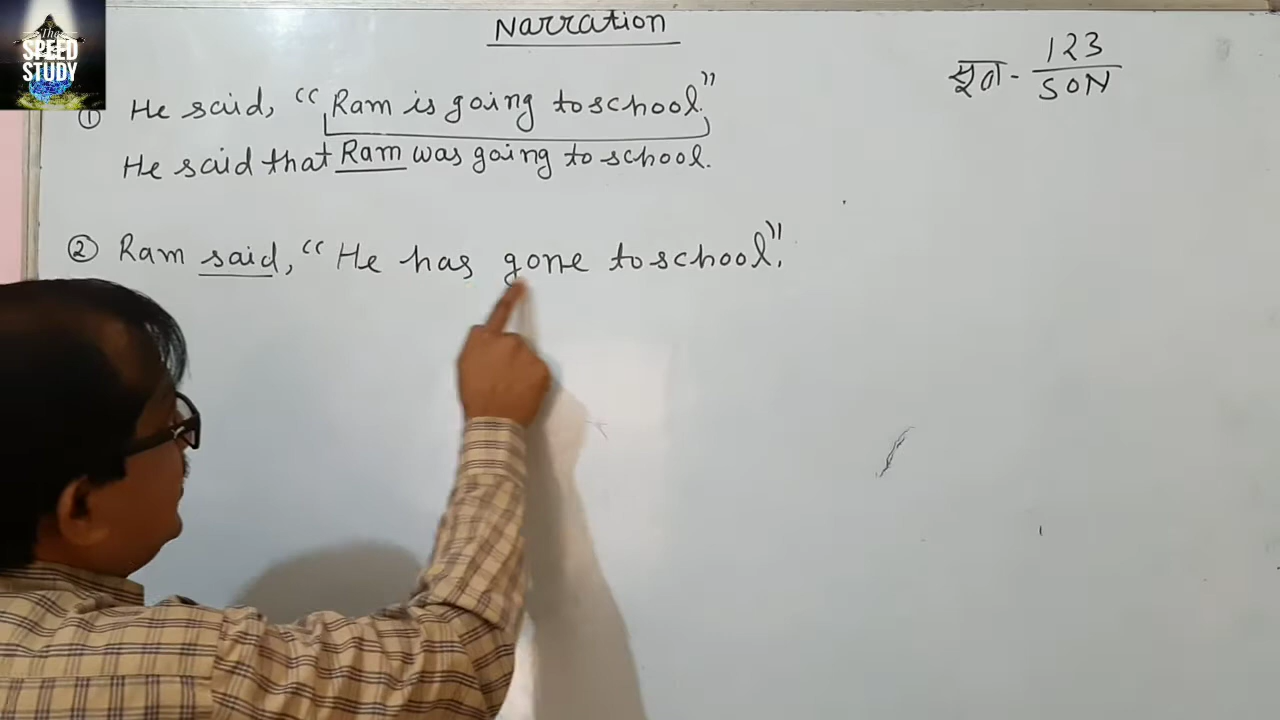 The
SPEED
STUDY
Narration
सूत्र - 123
SON
① He said, “Ram is going to school.”
He said that Ram was going to school.
② Ram said, “He has gone to school”.